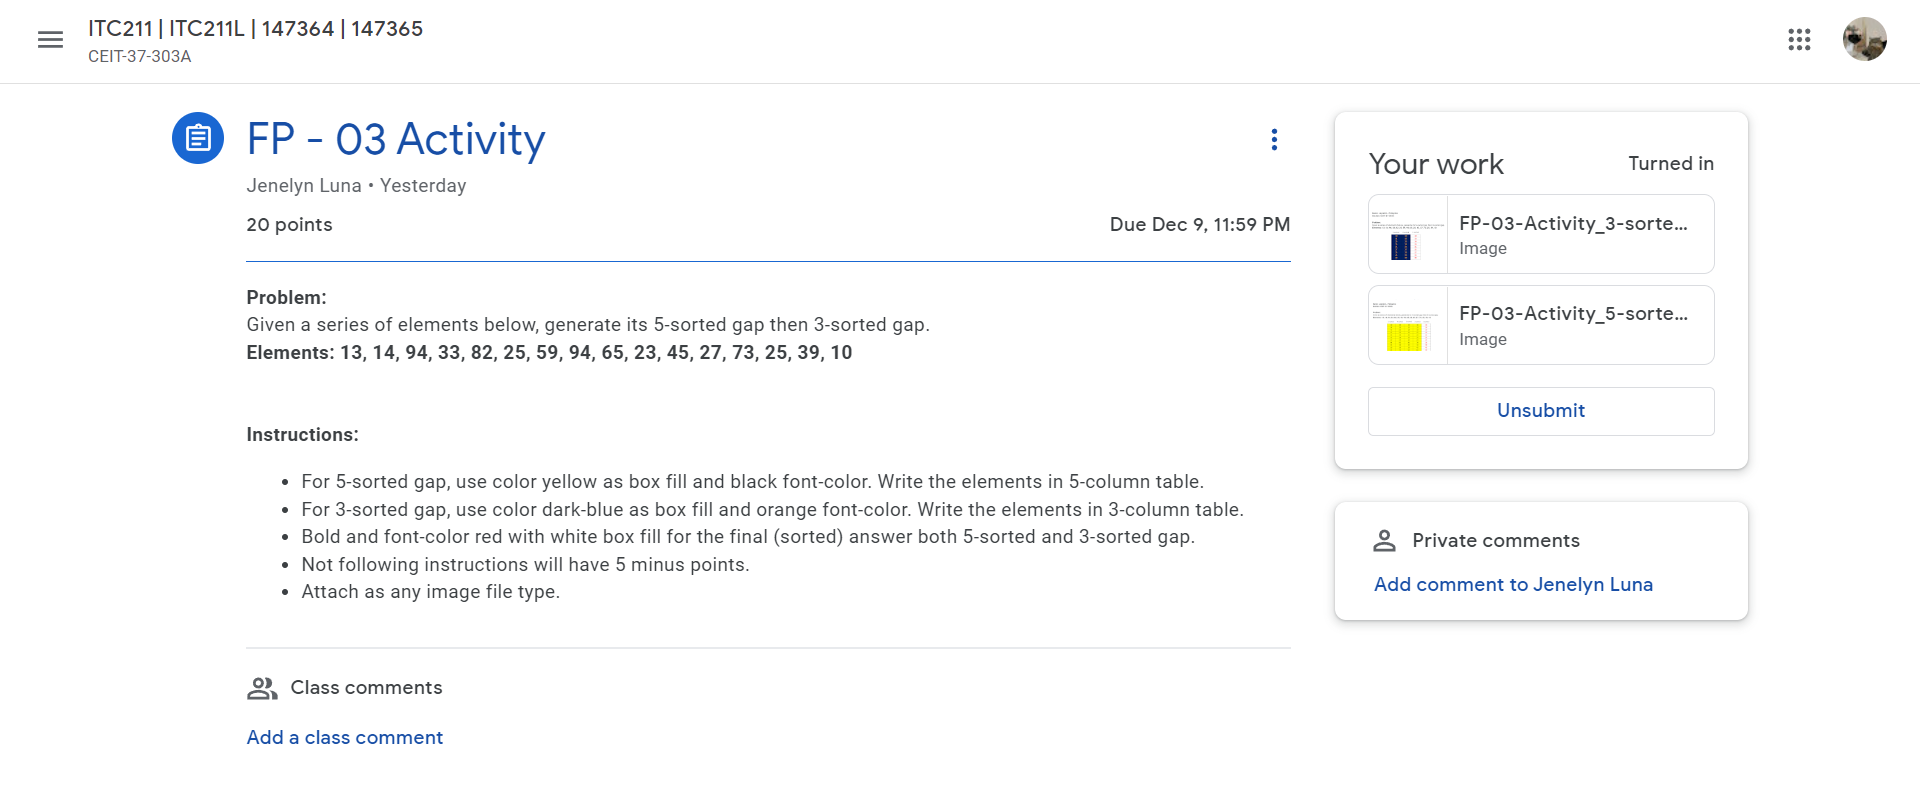 ITC211 | ITC211L | 147364 | 147365
CEIT-37-303A
FP - 03 Activity
Jenelyn Luna • Yesterday
20 points
Due Dec 9, 11:59 PM
Problem:
Given a series of elements below, generate its 5-sorted gap then 3-sorted gap.
Elements: 13, 14, 94, 33, 82, 25, 59, 94, 65, 23, 45, 27, 73, 25, 39, 10
Instructions:
• For 5-sorted gap, use color yellow as box fill and black font-color. Write the elements in 5-column table.
• For 3-sorted gap, use color dark-blue as box fill and orange font-color. Write the elements in 3-column table.
• Bold and font-color red with white box fill for the final (sorted) answer both 5-sorted and 3-sorted gap.
• Not following instructions will have 5 minus points.
• Attach as any image file type.
Class comments
Add a class comment
Your work
Turned in
FP-03-Activity_3-sorte...
Image
FP-03-Activity_5-sorte...
Image
Unsubmit
Private comments
Add comment to Jenelyn Luna